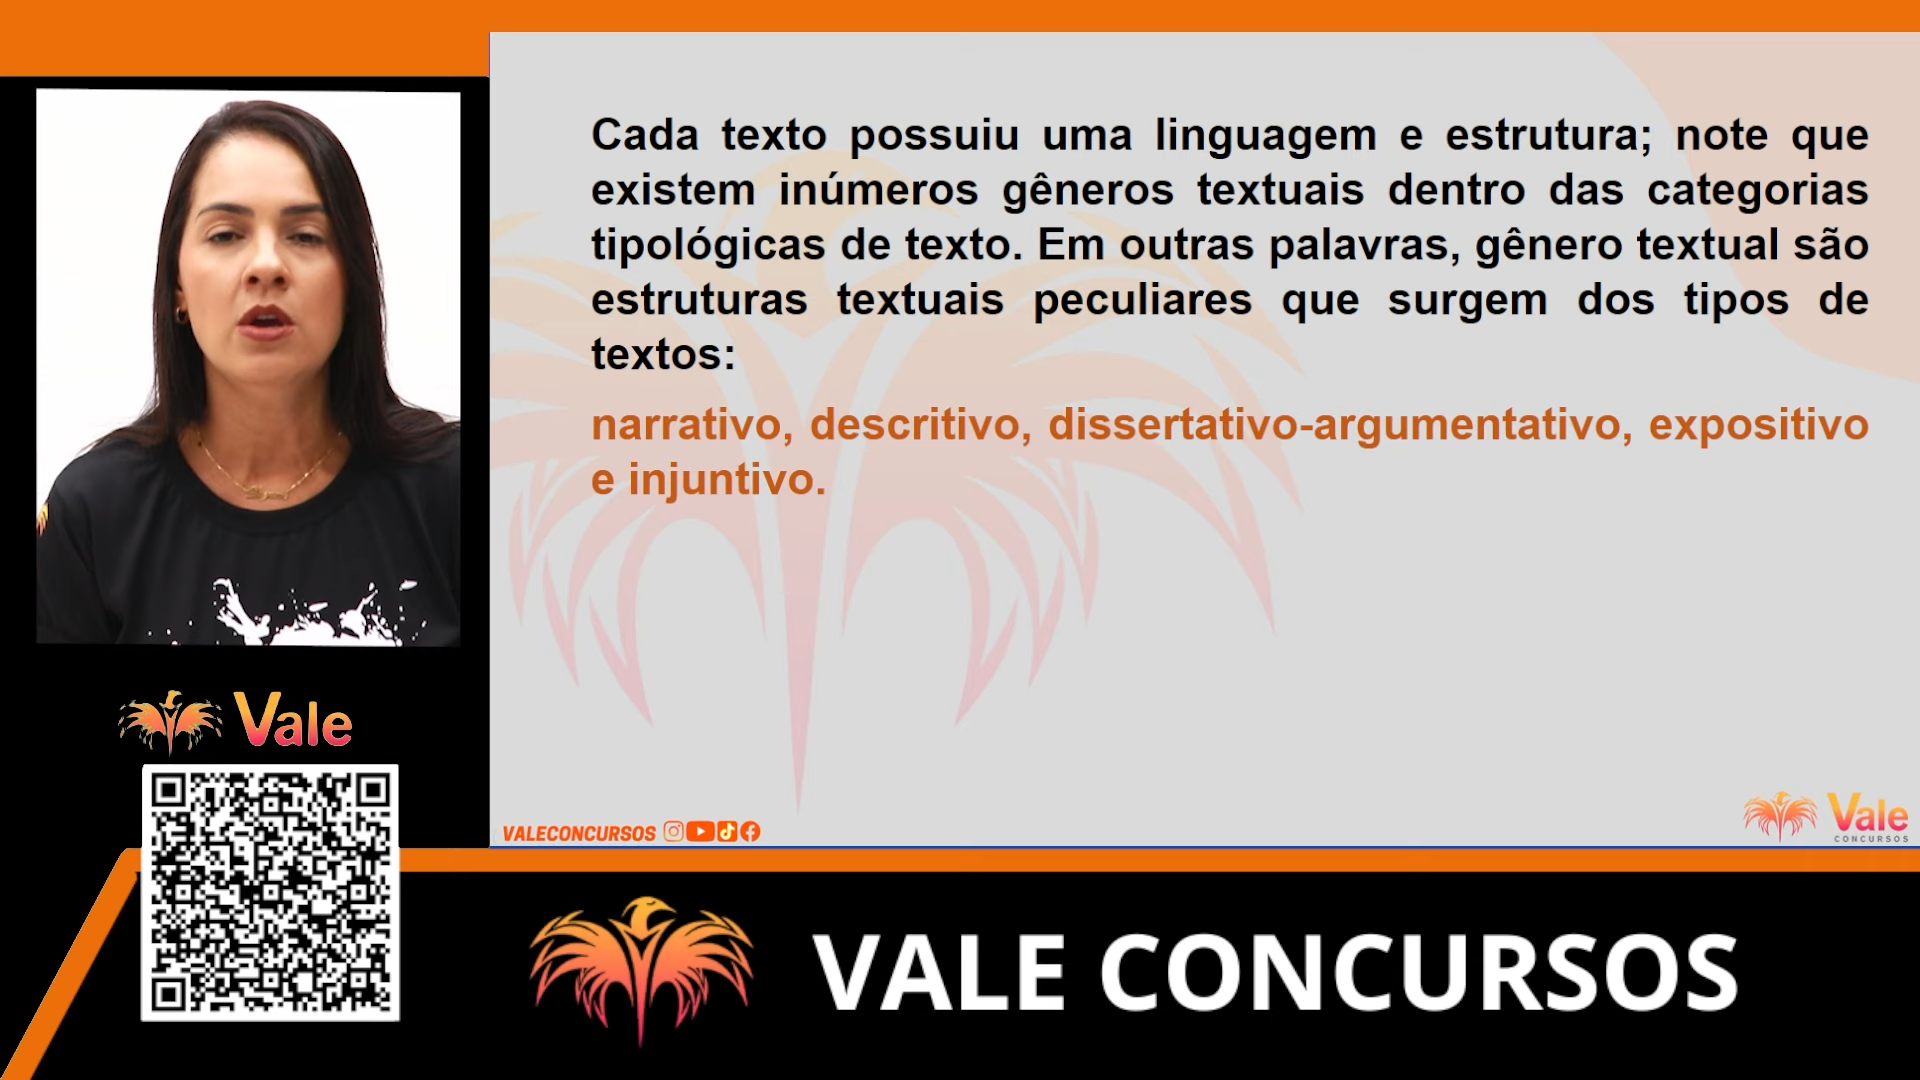 Cada texto possuiu uma linguagem e estrutura; note que
existem inúmeros gêneros textuais dentro das categorias
tipológicas de texto. Em outras palavras, gênero textual são
estruturas textuais peculiares que surgem dos tipos de
textos:
narrativo, descritivo, dissertativo-argumentativo, expositivo
e injuntivo.
Vale
VALECONCURSOS
Vale
CONCURSOS
VALE CONCURSOS